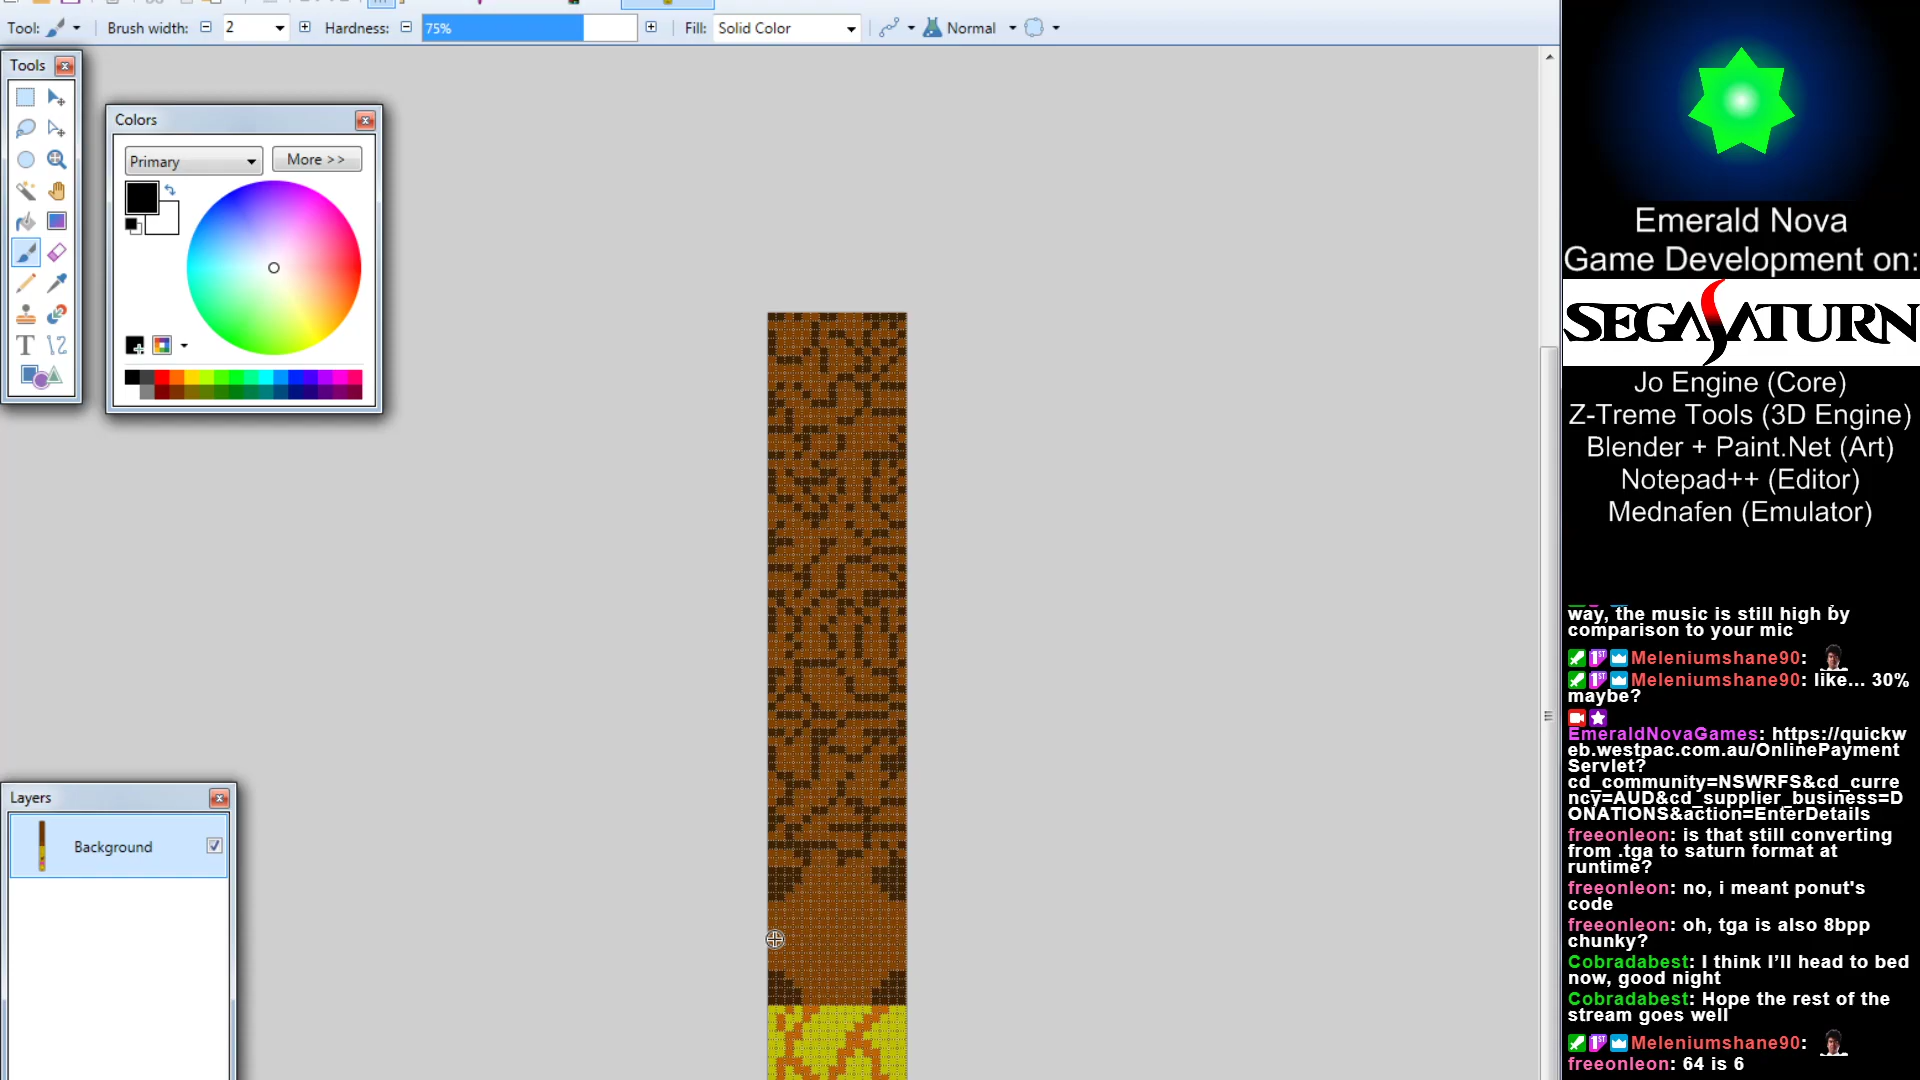 Tool:
Brush width:
2
Hardness:
75%
Fill:
Solid Color
Normal
Tools
Colors
Primary
More >>
T
Layers
Background
Emerald Nova
Game Development on:
SEGA SATURN
Jo Engine (Core)
Z-Treme Tools (3D Engine)
Blender + Paint.Net (Art)
Notepad++ (Editor)
Mednafen (Emulator)
way, the music is still high by
comparison to your mic
1ST Meleniumshane90:
1ST Meleniumshane90: like... 30%
maybe?
EmeraldNovaGames: https://quickw
eb.westpac.com.au/OnlinePayment
Servlet?
cd_community=NSWRFS&cd_curre
ncy=AUD&cd_supplier_business=D
ONATIONS&action=EnterDetails
freeonleon: is that still converting
from .tga to saturn format at
runtime?
freeonleon: no, i meant ponut's
code
freeonleon: oh, tga is also 8bpp
chunky?
Cobradabest: I think I’ll head to bed
now, good night
Cobradabest: Hope the rest of the
stream goes well
1ST Meleniumshane90:
freeonleon: 64 is 6